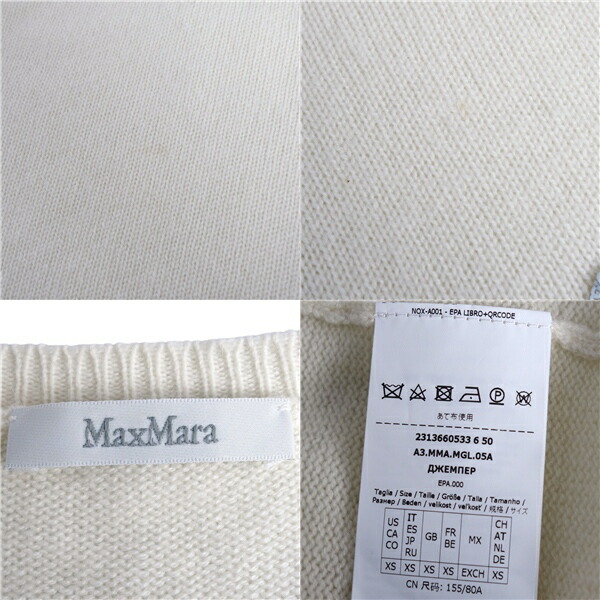 MaxMara
NOX-A001 - EPA LIBRO+QRCODE
あて布使用
2313660533 6 50
A3.MMA.MGL.05A
ДЖЕМПЕР
EPA.000
Taglia / Size / Taille / Größe / Talla / Tamanho /
Размер / Beden / velikost / veľkosť / 规格 / サイズ
US CA CO IT ES JP RU GB FR BE MX CH AT NL DE
XS XS XS XS EXCH XS
CN 尺码: 155/80A